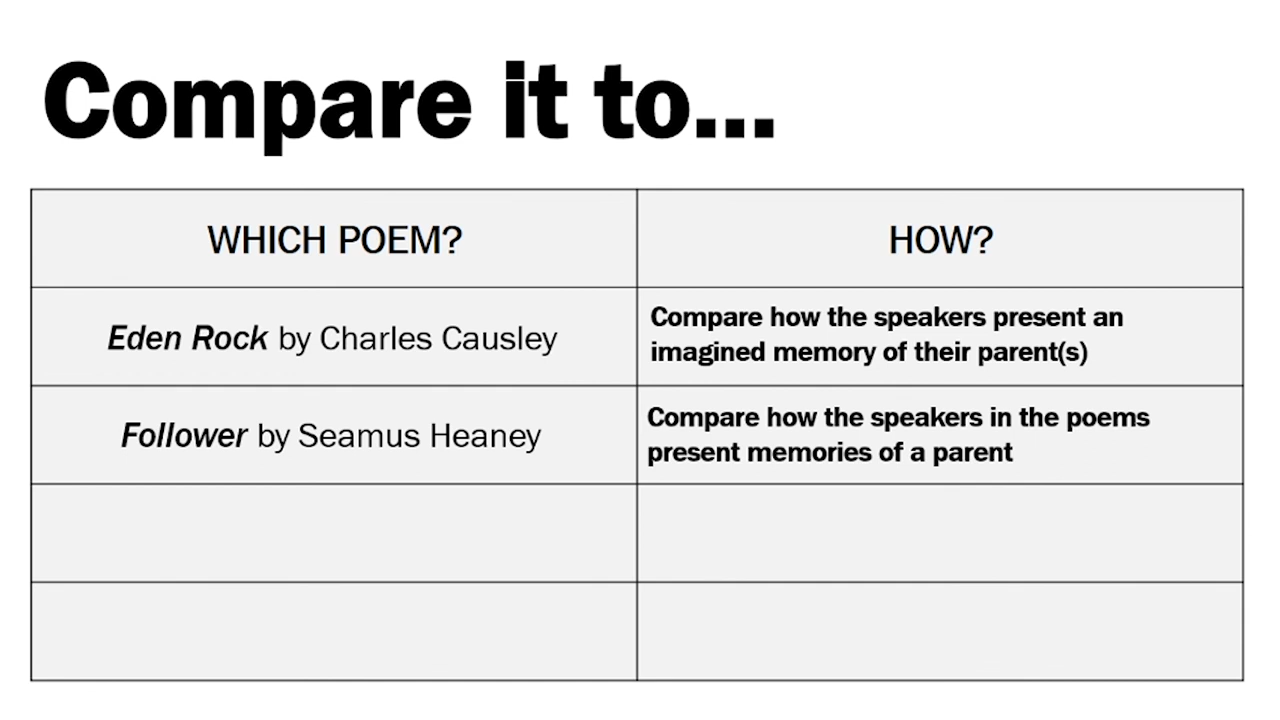 Compare it to...
WHICH POEM?
HOW?
Eden Rock by Charles Causley
Compare how the speakers present an
imagined memory of their parent(s)
Follower by Seamus Heaney
Compare how the speakers in the poems
present memories of a parent